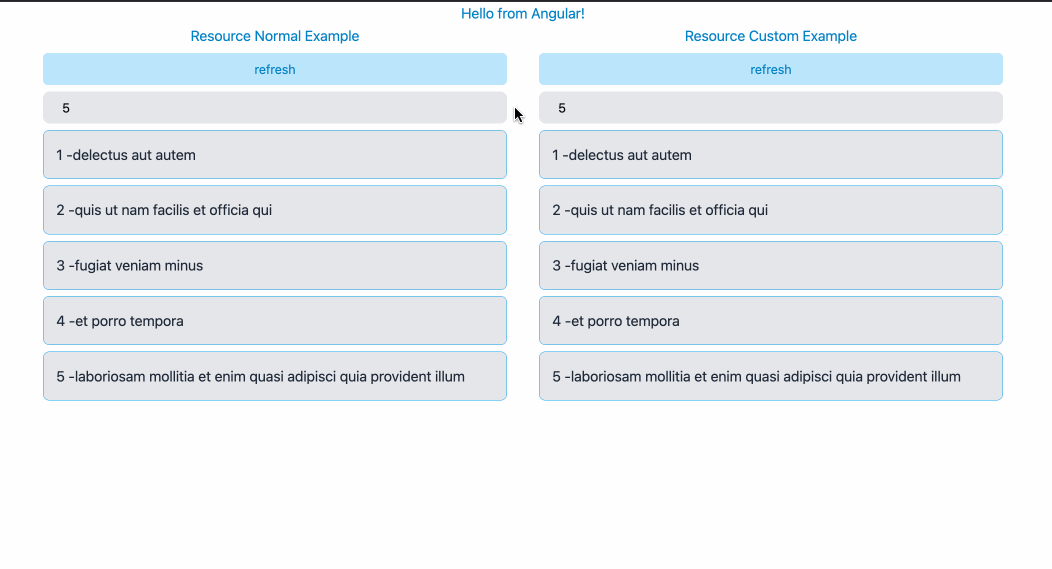 Hello from Angular!
Resource Normal Example
refresh
5
1 -delectus aut autem
2 -quis ut nam facilis et officia qui
3 -fugiat veniam minus
4 -et porro tempora
5 -laboriosam mollitia et enim quasi adipisci quia provident illum
Resource Custom Example
refresh
5
1 -delectus aut autem
2 -quis ut nam facilis et officia qui
3 -fugiat veniam minus
4 -et porro tempora
5 -laboriosam mollitia et enim quasi adipisci quia provident illum